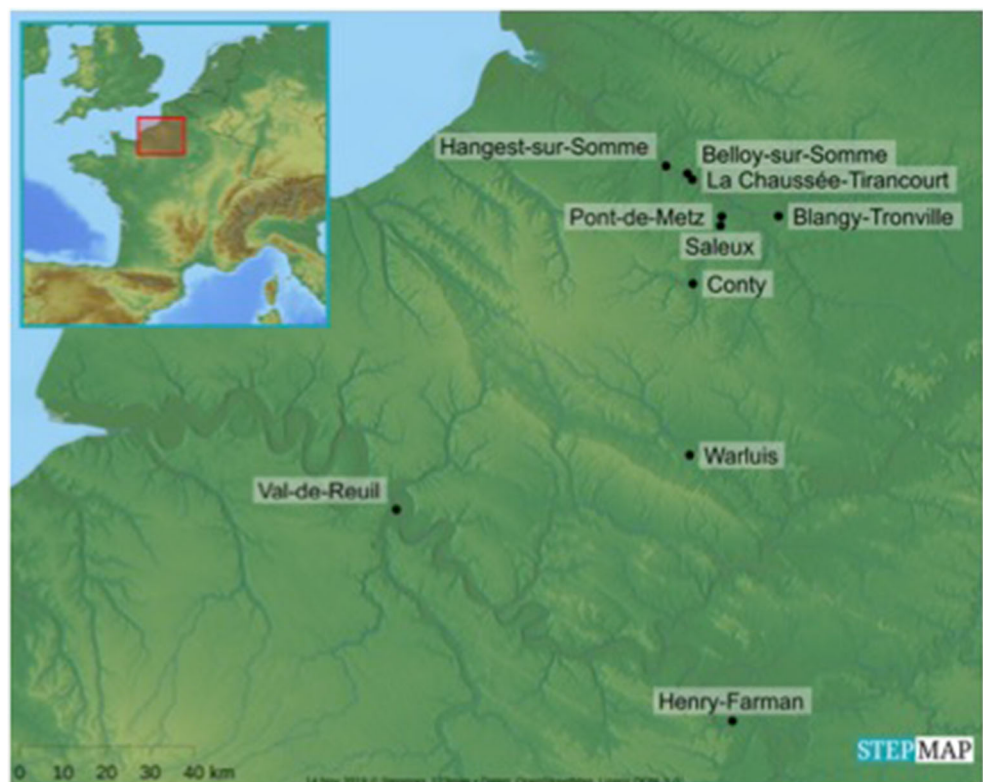 Hangest-sur-Somme
Belloy-sur-Somme
La Chaussée-Tirancourt
Pont-de-Metz
Blangy-Tronville
Saleux
Conty
Warluis
Val-de-Reuil
Henry-Farman
STEPMAP
0 10 20 30 40 km